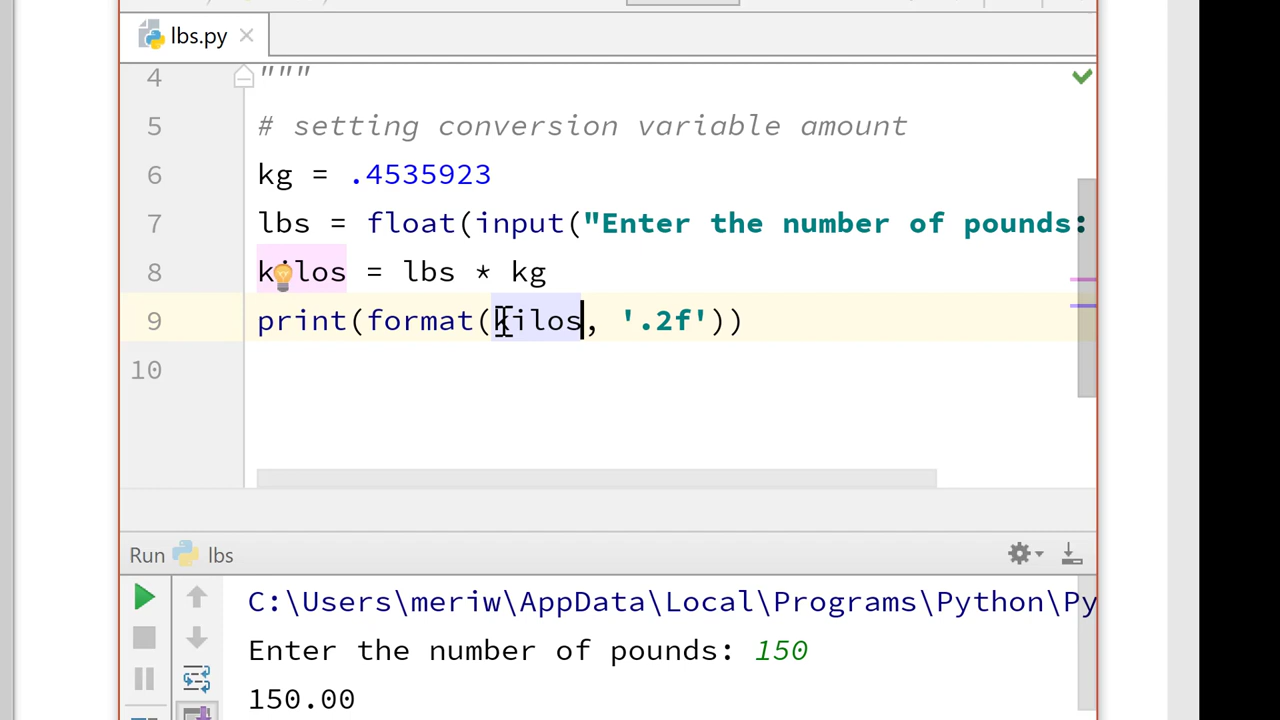 lbs.py
4 """
5 # setting conversion variable amount
6 kg = .4535923
7 lbs = float(input("Enter the number of pounds:
8 kilos = lbs * kg
9 print(format(kilos, '.2f'))
10
Run lbs
C:\Users\meriw\AppData\Local\Programs\Python\Py
Enter the number of pounds: 150
150.00